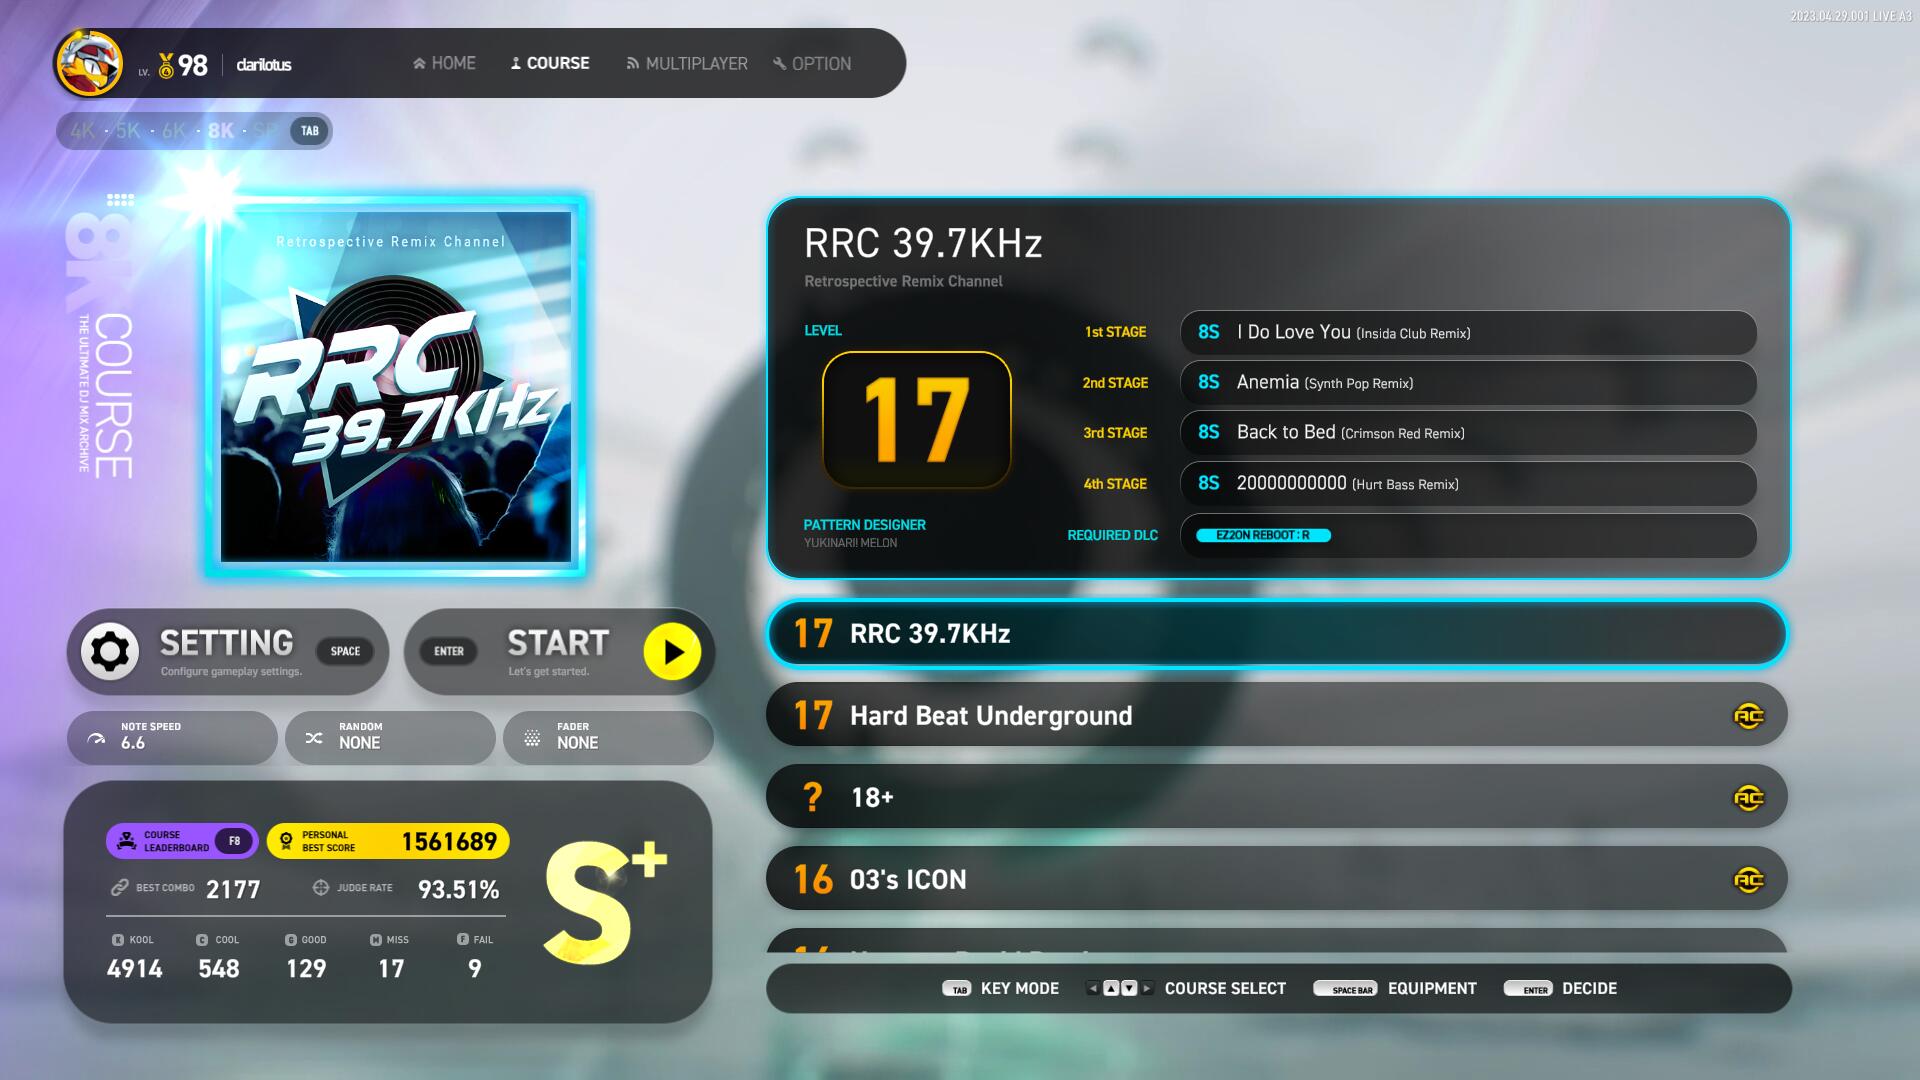 2023.04.29.001 LIVE A3
LV. 98 clarilotus
HOME COURSE MULTIPLAYER OPTION
4K · 5K · 6K · 8K · SP TAB
8K COURSE
THE ULTIMATE DJ MIX ARCHIVE
Retrospective Remix Channel
RRC
39.7KHz
RRC 39.7KHz
Retrospective Remix Channel
LEVEL
17
1st STAGE 8S I Do Love You (Insida Club Remix)
2nd STAGE 8S Anemia (Synth Pop Remix)
3rd STAGE 8S Back to Bed (Crimson Red Remix)
4th STAGE 8S 20000000000 (Hurt Bass Remix)
PATTERN DESIGNER
YUKINARI! MELON
REQUIRED DLC EZ2ON REBOOT : R
SETTING SPACE
Configure gameplay settings.
ENTER START
Let's get started.
NOTE SPEED
6.6
RANDOM
NONE
FADER
NONE
COURSE
LEADERBOARD F8
PERSONAL
BEST SCORE 1561689
BEST COMBO 2177 JUDGE RATE 93.51%
K KOOL C COOL G GOOD M MISS F FAIL
4914 548 129 17 9
S+
17 RRC 39.7KHz
17 Hard Beat Underground AC
? 18+ AC
16 03's ICON AC
TAB KEY MODE COURSE SELECT SPACE BAR EQUIPMENT ENTER DECIDE